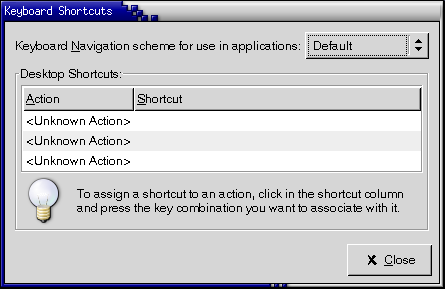 Keyboard Shortcuts
Keyboard Navigation scheme for use in applications: Default
Desktop Shortcuts:
Action Shortcut
<Unknown Action>
<Unknown Action>
<Unknown Action>
To assign a shortcut to an action, click in the shortcut column
and press the key combination you want to associate with it.
Close